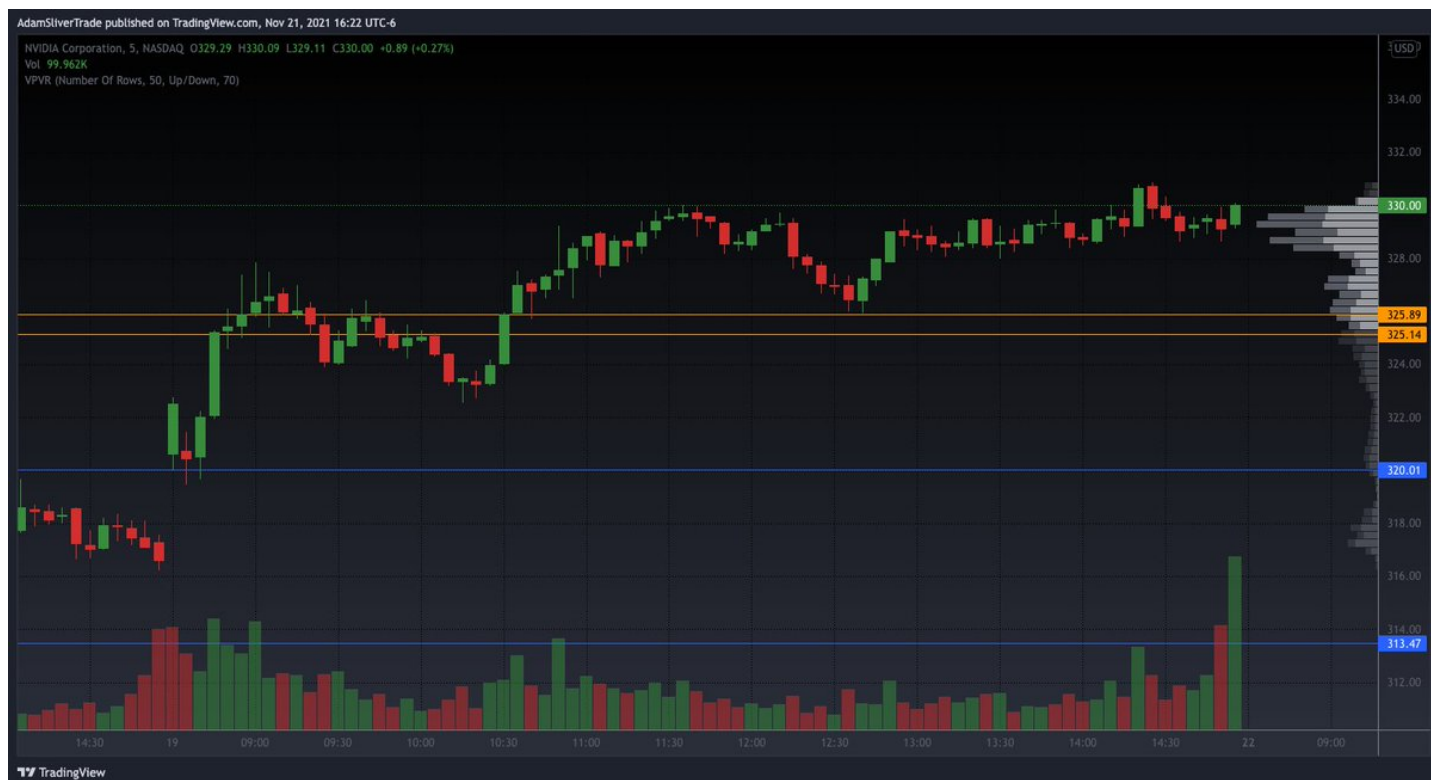 AdamSliverTrade published on TradingView.com, Nov 21, 2021 16:22 UTC-6
NVIDIA Corporation, 5, NASDAQ O329.29 H330.09 L329.11 C330.00 +0.89 (+0.27%)
USD
Vol 99.962K
VPVR (Number Of Rows, 50, Up/Down, 70)
334.00
332.00
330.00
328.00
325.89
325.14
324.00
322.00
320.01
318.00
316.00
314.00
313.47
312.00
14:30 19 09:00 09:30 10:00 10:30 11:00 11:30 12:00 12:30 13:00 13:30 14:00 14:30 22 09:00
TradingView